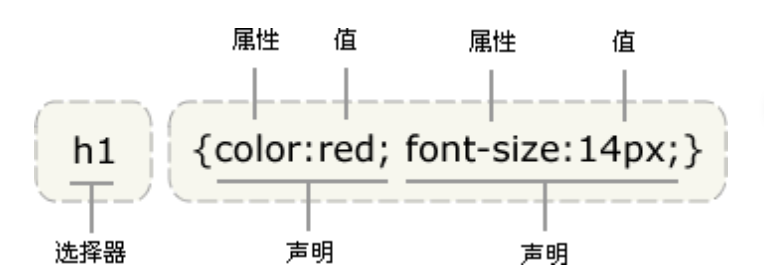 属性 值 属性 值
h1 {color:red; font-size:14px;}
选择器 声明 声明